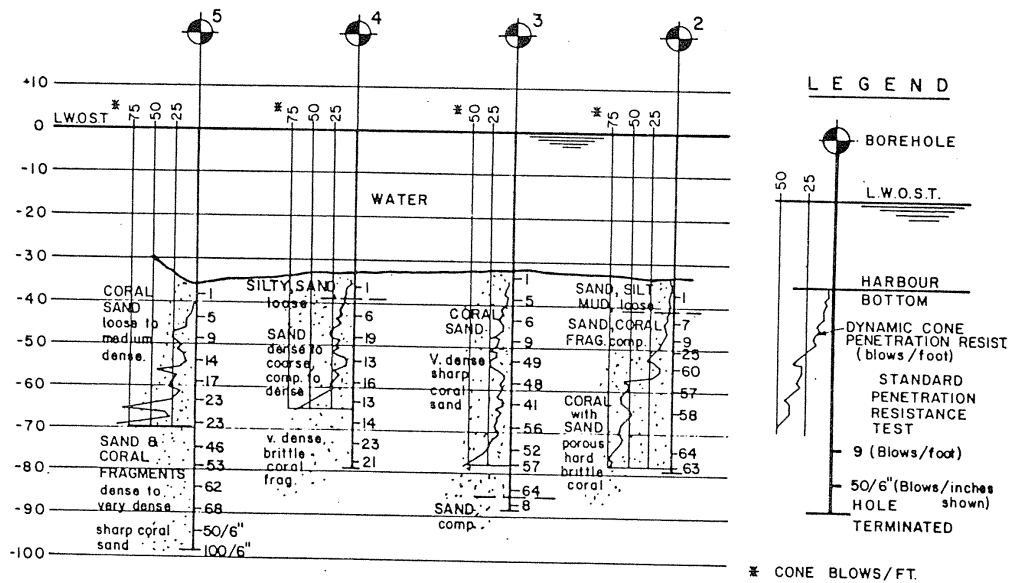 5
4
3
2
+10
0
-10
-20
-30
-40
-50
-60
-70
-80
-90
-100
L.W.O.S.T
* 75 50 25
* 75 50 25
* 50 25
* 75 50 25
WATER
CORAL
SAND
loose to
medium
dense.
SAND &
CORAL
FRAGMENTS
dense to
very dense
sharp coral
sand
1
5
9
14
17
23
23
46
53
62
68
50/6"
100/6"
SILTY, SAND
loose
SAND
dense to
coarse,
comp. to
dense
v. dense,
brittle
coral
frag.
1
6
19
13
16
13
14
23
21
CORAL
SAND
V. dense
sharp
coral
sand
SAND
comp.
1
5
6
9
49
48
41
56
52
57
64
8
SAND, SILT
MUD, loose
SAND, CORAL
FRAG. comp.
CORAL
with
SAND
porous
hard
brittle
coral
1
7
9
25
60
57
58
64
63
LEGEND
BOREHOLE
50 25
L.W.O.S.T.
HARBOUR
BOTTOM
DYNAMIC CONE
PENETRATION RESIST.
(blows/foot)
STANDARD
PENETRATION
RESISTANCE
TEST
9 (Blows/foot)
50/6" (Blows/inches
shown)
HOLE
TERMINATED
* CONE BLOWS/FT.